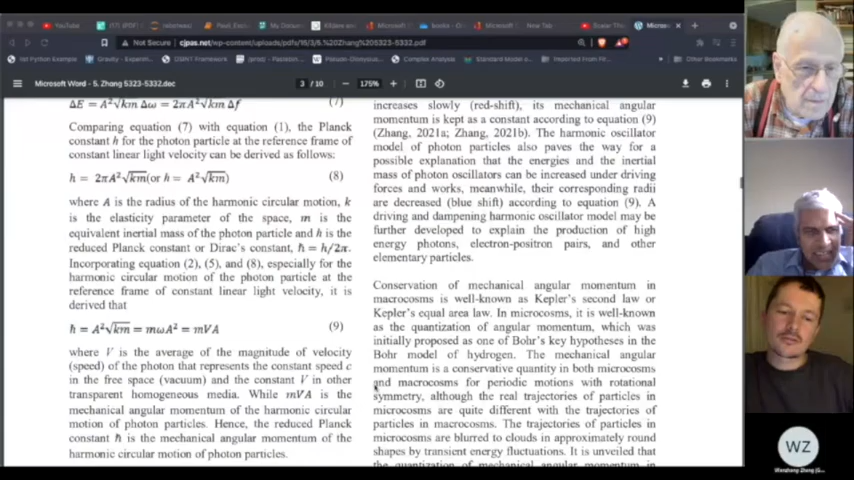 YouTube
My Docum
Microsoft
books
New Tab
Scalar Th
Microso
Not Secure
cjpas.net/wp-content/uploads/pdfs/15/3/5.%20Zhang%205323-5332.pdf
Complex Analysis
Other Bookmarks
Microsoft Word - 5. Zhang 5323-5332.doc
3 / 10
175%
ΔE = A²√km Δω = 2πA²√km Δf (7)
Comparing equation (7) with equation (1), the Planck
constant h for the photon particle at the reference frame of
constant linear light velocity can be derived as follows:
h = 2πA²√km(or ħ = A²√km) (8)
where A is the radius of the harmonic circular motion, k
is the elasticity parameter of the space, m is the
equivalent inertial mass of the photon particle and ħ is
the reduced Planck constant or Dirac's constant, ħ = h/2π.
Incorporating equation (2), (5), and (8), especially for the
harmonic circular motion of the photon particle at the
reference frame of constant linear light velocity, it is
derived that
ħ = A²√km = mωA² = mVA (9)
where V is the average of the magnitude of velocity
(speed) of the photon that represents the constant speed c
in the free space (vacuum) and the constant V in other
transparent homogeneous media. While mVA is the
mechanical angular momentum of the harmonic circular
motion of photon particles. Hence, the reduced Planck
constant ħ is the mechanical angular momentum of the
harmonic circular motion of photon particles.
increases slowly (red-shift), its mechanical angular
momentum is kept as a constant according to equation (9)
(Zhang, 2021a; Zhang, 2021b). The harmonic oscillator
model of photon particles also paves the way for a
possible explanation that the energies and the inertial
mass of photon oscillators can be increased under driving
forces and works, meanwhile, their corresponding radii
are decreased (blue shift) according to equation (9). A
driving and dampening harmonic oscillator model may be
further developed to explain the production of high
energy photons, electron-positron pairs, and other
elementary particles.
Conservation of mechanical angular momentum in
macrocosms is well-known as Kepler's second law or
Kepler's equal area law. In microcosms, it is well-known
as the quantization of angular momentum, which was
initially proposed as one of Bohr's key hypotheses in the
Bohr model of hydrogen. The mechanical angular
momentum is a conservative quantity in both microcosms
and macrocosms for periodic motions with rotational
symmetry, although the real trajectories of particles in
microcosms are quite different with the trajectories of
particles in macrocosms. The trajectories of particles in
microcosms are blurred to clouds in approximately round
shapes by transient energy fluctuations. It is unveiled that
the quantization of mechanical angular momentum in
WZ